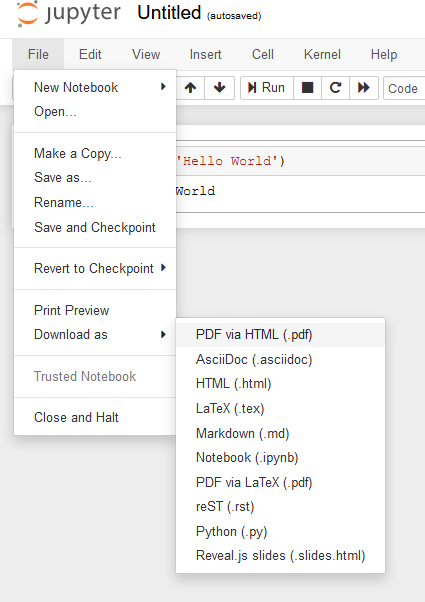 jupyter Untitled (autosaved)
File Edit View Insert Cell Kernel Help
Run Code
New Notebook
Open...
Make a Copy...
'Hello World')
Save as...
World
Rename...
Save and Checkpoint
Revert to Checkpoint
Print Preview
Download as
PDF via HTML (.pdf)
AsciiDoc (.asciidoc)
Trusted Notebook
HTML (.html)
LaTeX (.tex)
Close and Halt
Markdown (.md)
Notebook (.ipynb)
PDF via LaTeX (.pdf)
reST (.rst)
Python (.py)
Reveal.js slides (.slides.html)